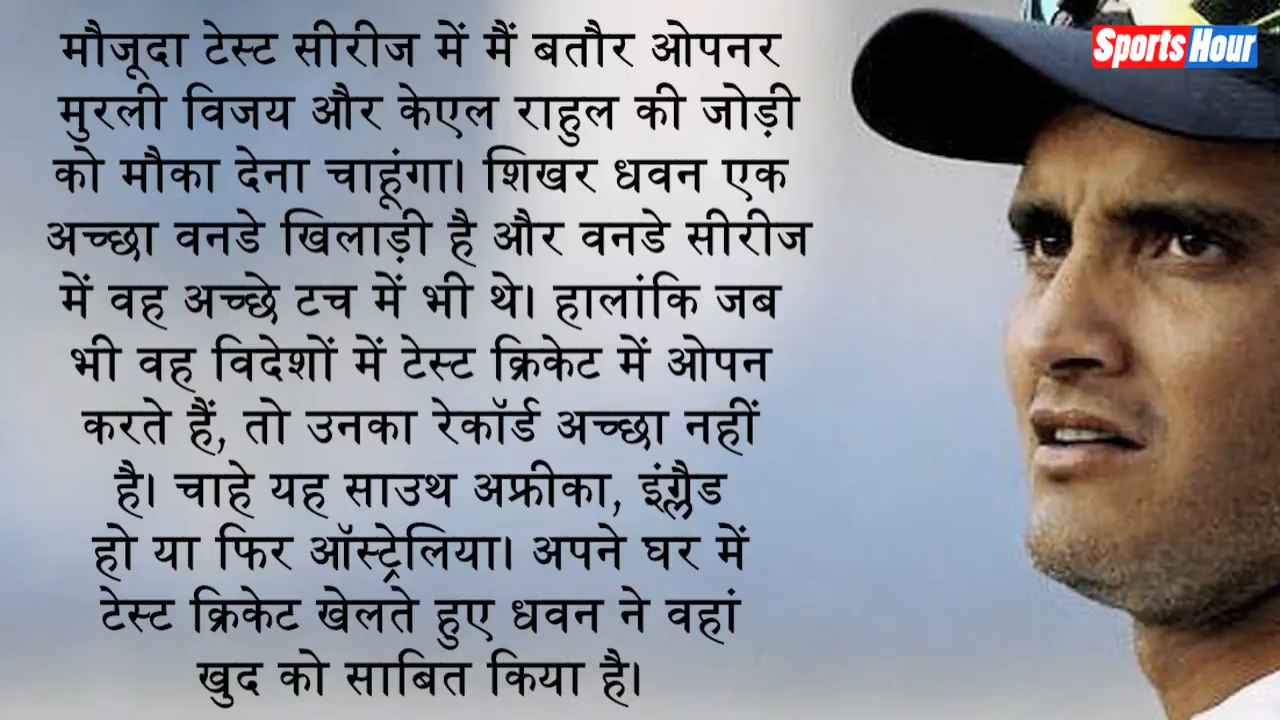 Sports Hour
मौजूदा टेस्ट सीरीज में मैं बतौर ओपनर
मुरली विजय और केएल राहुल की जोड़ी
को मौका देना चाहूंगा। शिखर धवन एक
अच्छा वनडे खिलाड़ी है और वनडे सीरीज
में वह अच्छे टच में भी थे। हालांकि जब
भी वह विदेशों में टेस्ट क्रिकेट में ओपन
करते हैं, तो उनका रेकॉर्ड अच्छा नहीं
है। चाहे यह साउथ अफ्रीका, इंग्लैंड
हो या फिर ऑस्ट्रेलिया। अपने घर में
टेस्ट क्रिकेट खेलते हुए धवन ने वहां
खुद को साबित किया है।